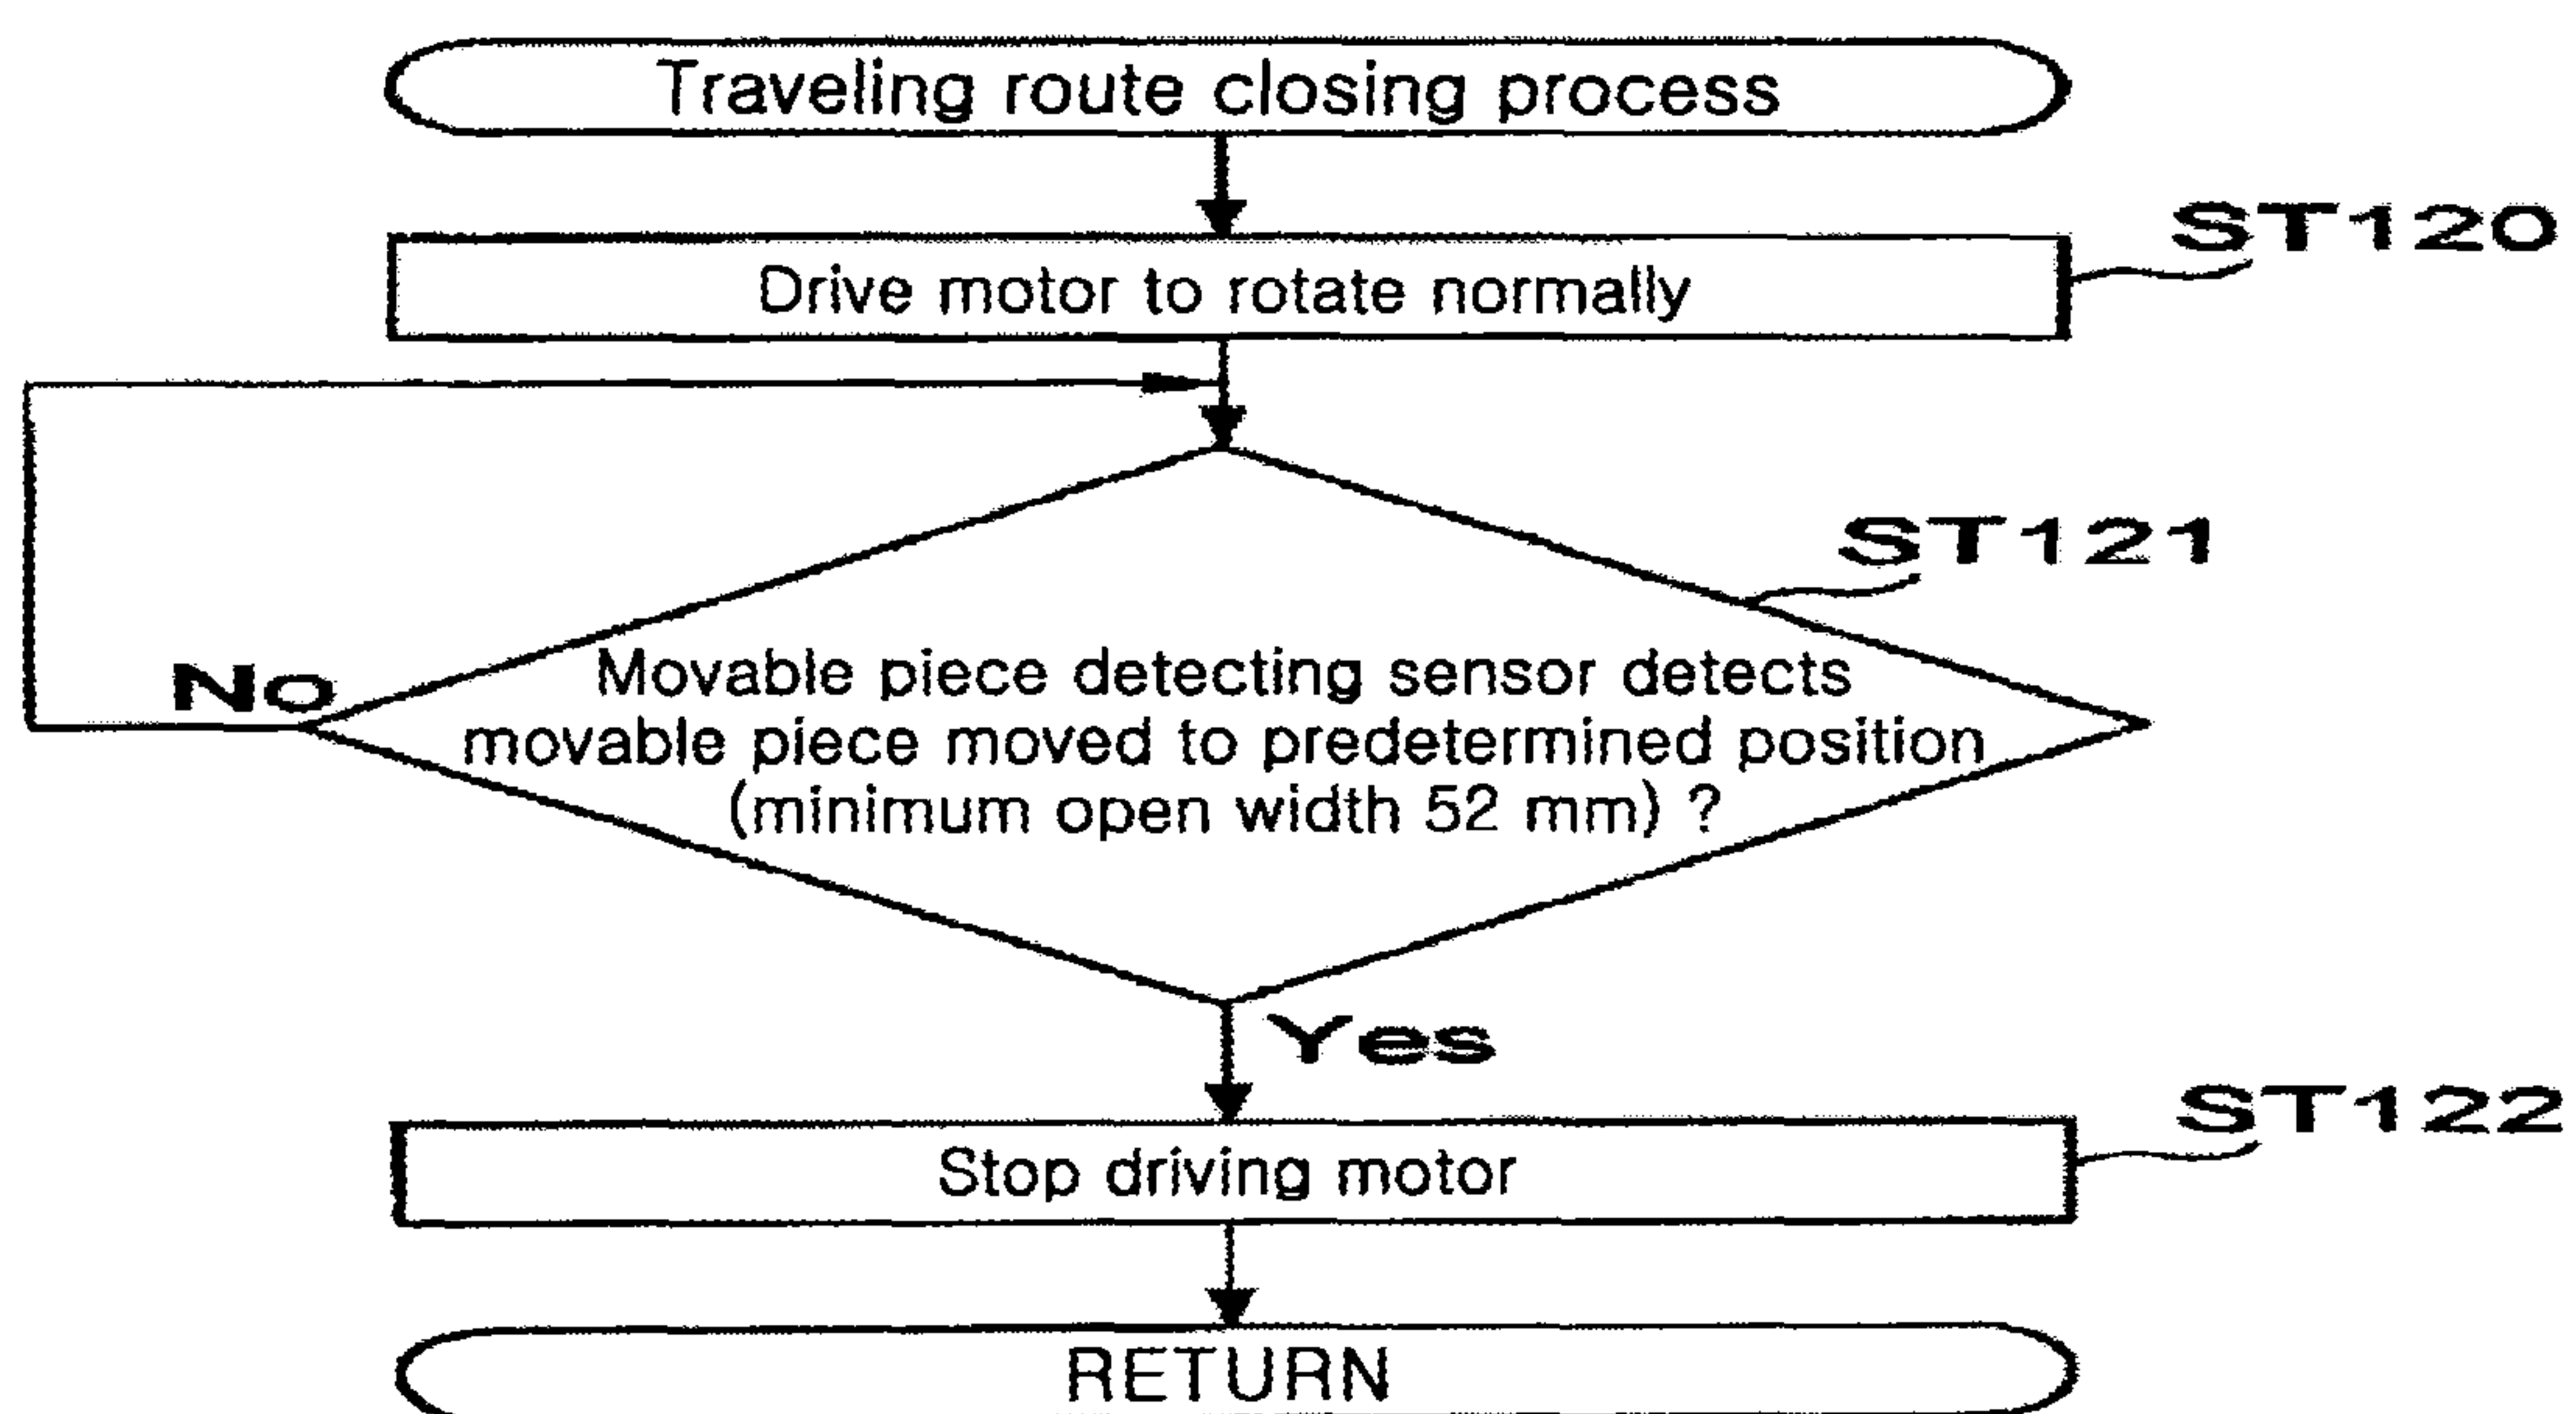 Traveling route closing process
ST120
Drive motor to rotate normally
ST121
No
Movable piece detecting sensor detects
movable piece moved to predetermined position
(minimum open width 52 mm) ?
Yes
ST122
Stop driving motor
RETURN